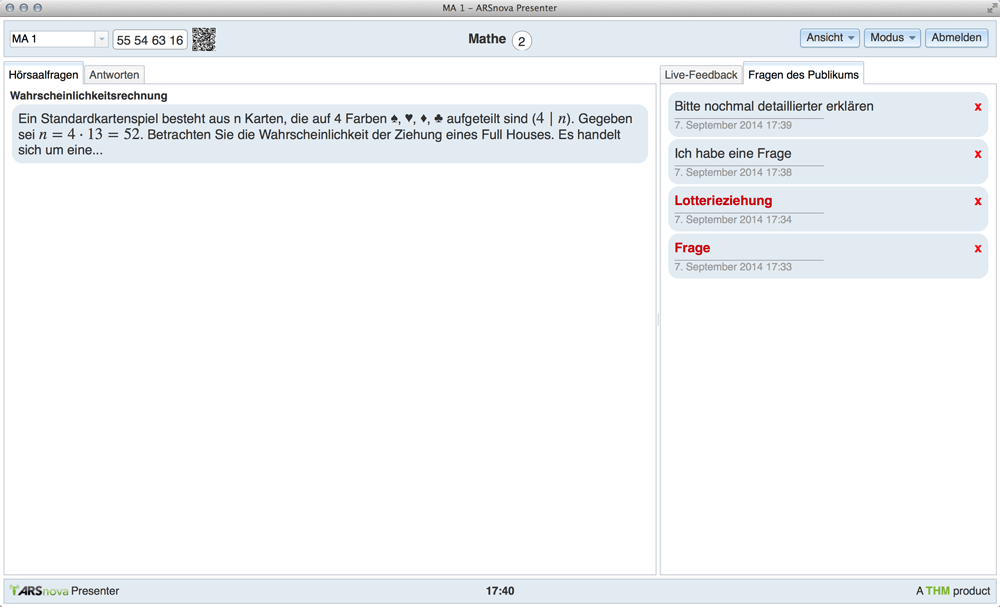 MA 1 – ARSnova Presenter
MA 1
55 54 63 16
Mathe 2
Ansicht
Modus
Abmelden
Hörsaalfragen
Antworten
Wahrscheinlichkeitsrechnung
Ein Standardkartenspiel besteht aus n Karten, die auf 4 Farben ♠, ♥, ♦, ♣ aufgeteilt sind (4 | n). Gegeben
sei n = 4 · 13 = 52. Betrachten Sie die Wahrscheinlichkeit der Ziehung eines Full Houses. Es handelt
sich um eine...
Live-Feedback
Fragen des Publikums
Bitte nochmal detaillierter erklären
x
7. September 2014 17:39
Ich habe eine Frage
x
7. September 2014 17:38
Lotterieziehung
x
7. September 2014 17:34
Frage
x
7. September 2014 17:33
ARSnova Presenter
17:40
A THM product